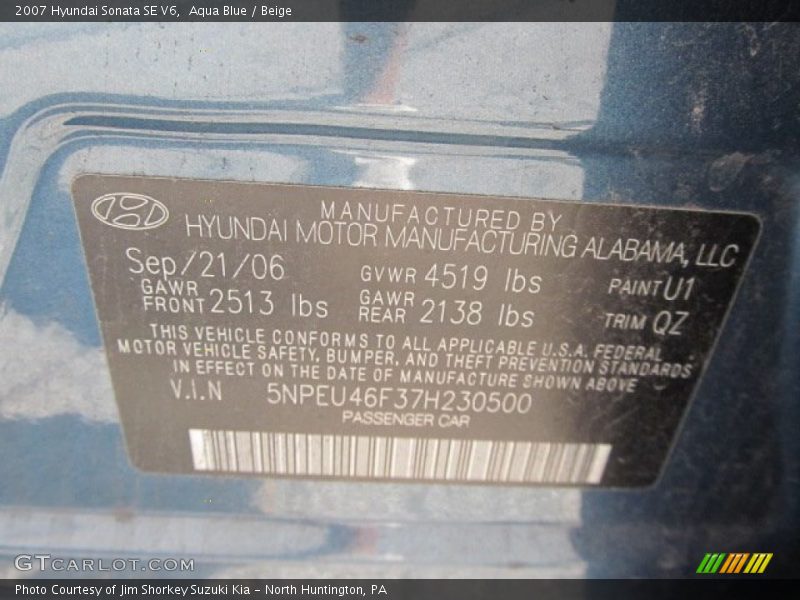 2007 Hyundai Sonata SE V6,  Aqua Blue / Beige
MANUFACTURED BY
HYUNDAI MOTOR MANUFACTURING ALABAMA, LLC
Sep/21/06 GVWR 4519 lbs PAINT U1
GAWR FRONT 2513 lbs GAWR REAR 2138 lbs TRIM QZ
THIS VEHICLE CONFORMS TO ALL APPLICABLE U.S.A. FEDERAL
MOTOR VEHICLE SAFETY, BUMPER, AND THEFT PREVENTION STANDARDS
IN EFFECT ON THE DATE OF MANUFACTURE SHOWN ABOVE
V.I.N 5NPEU46F37H230500
PASSENGER CAR
GTCARLOT.COM
Photo Courtesy of Jim Shorkey Suzuki Kia - North Huntington, PA